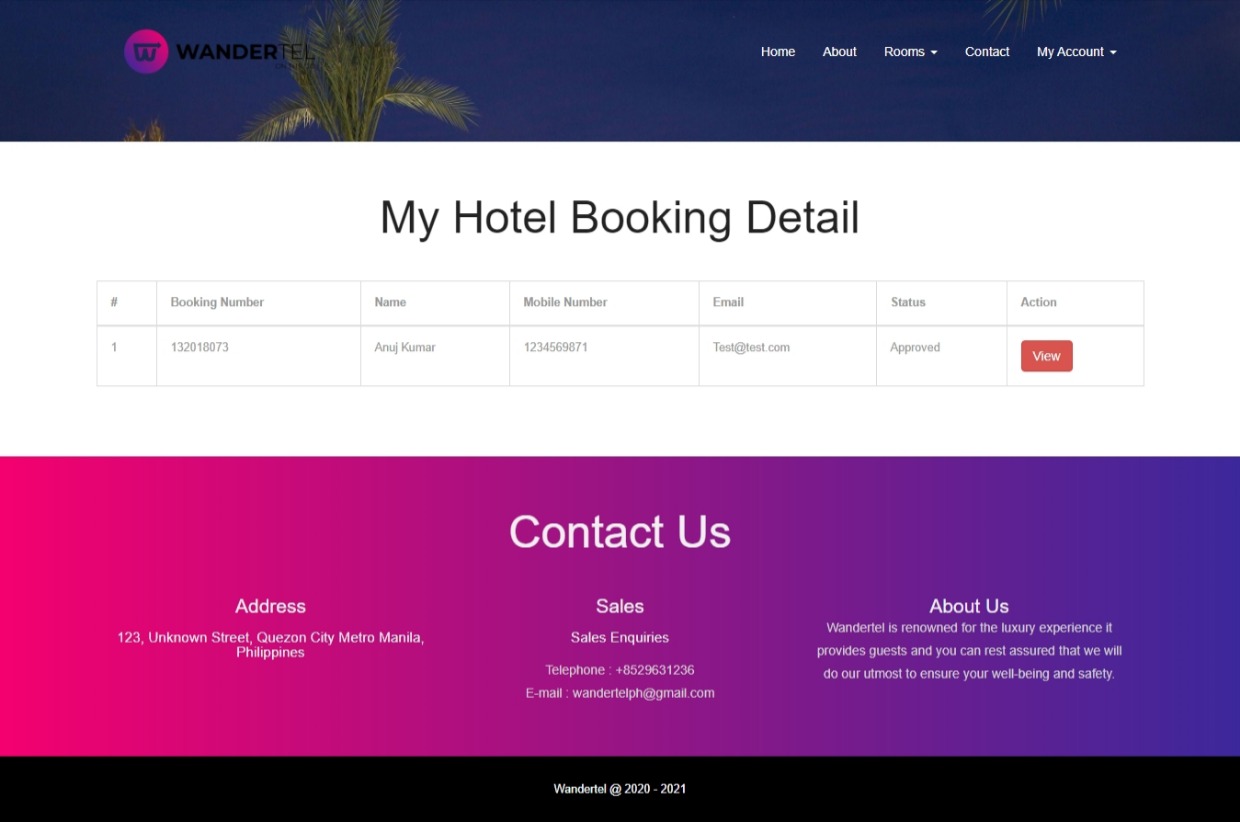 WANDERTEL
Home About Rooms Contact My Account
My Hotel Booking Detail
# Booking Number Name Mobile Number Email Status Action
1 132018073 Anuj Kumar 1234569871 Test@test.com Approved View
Contact Us
Address
123, Unknown Street, Quezon City Metro Manila,
Philippines
Sales
Sales Enquiries
Telephone : +8529631236
E-mail : wandertelph@gmail.com
About Us
Wandertel is renowned for the luxury experience it
provides guests and you can rest assured that we will
do our utmost to ensure your well-being and safety.
Wandertel @ 2020 - 2021